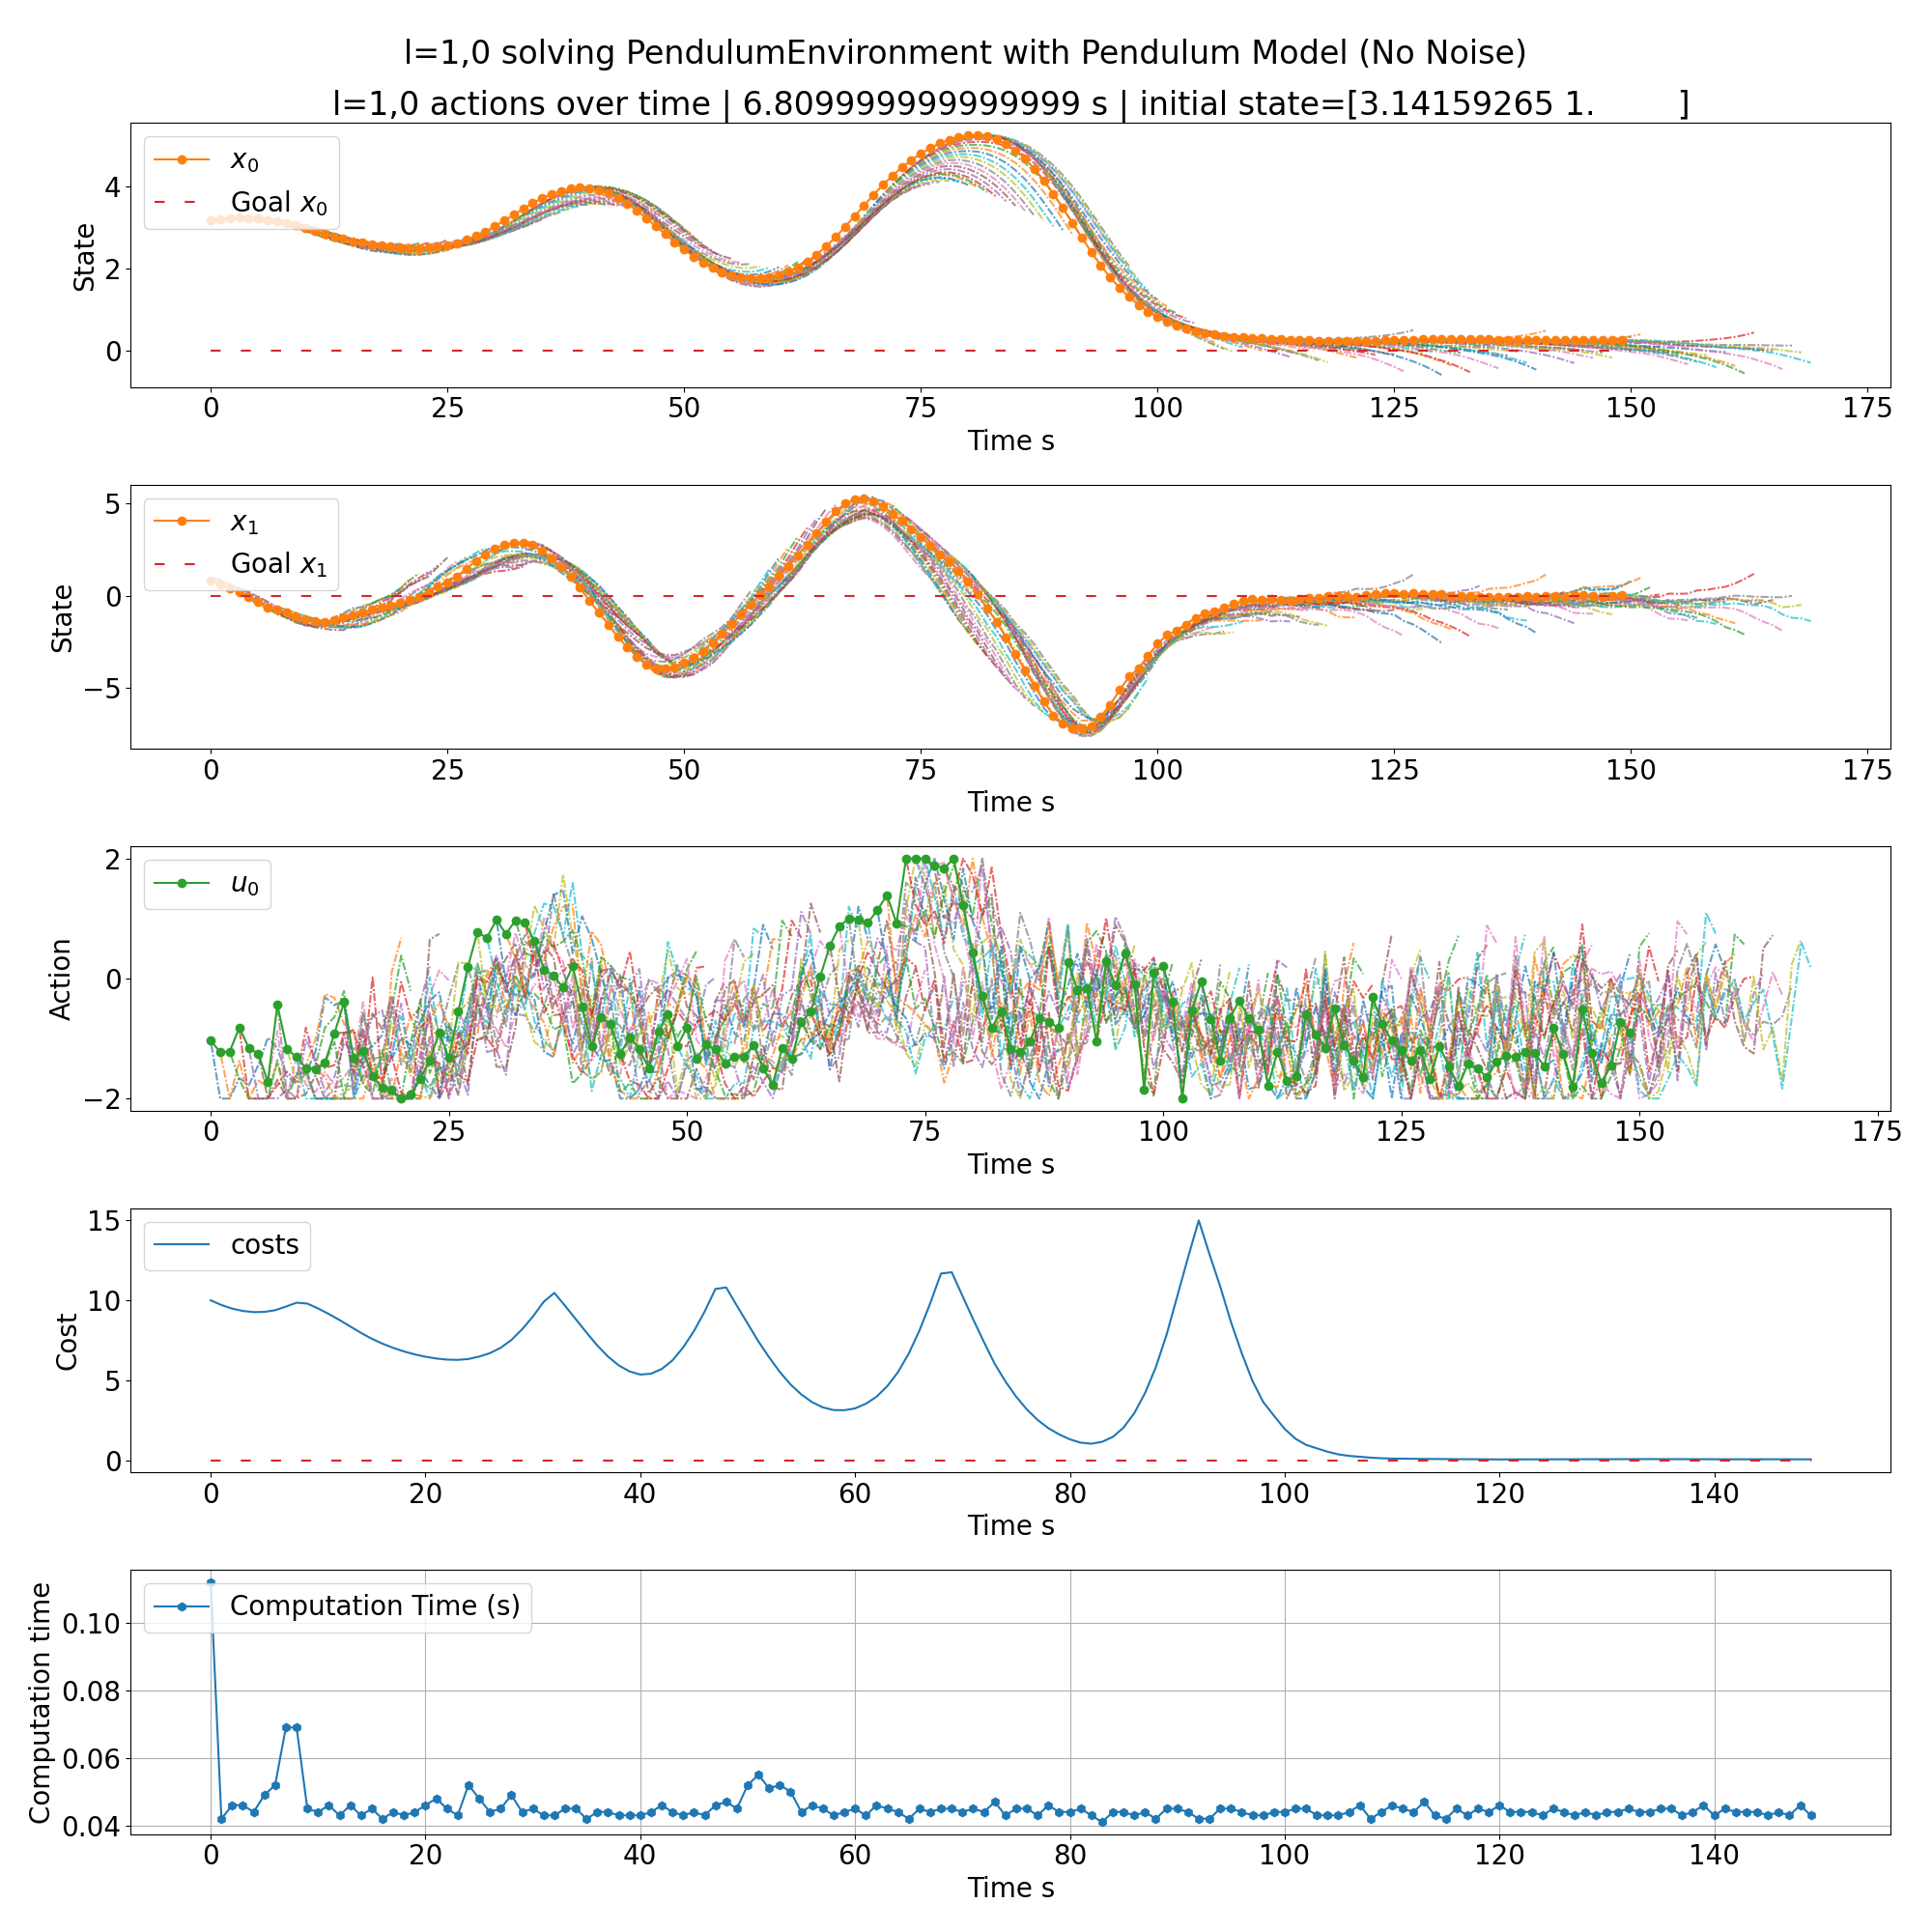 l=1,0 solving PendulumEnvironment with Pendulum Model (No Noise)
l=1,0 actions over time | 6.809999999999999 s | initial state=[3.14159265 1.         ]
x₀
Goal x₀
State
4
2
0
0 25 50 75 100 125 150 175
Time s
x₁
Goal x₁
State
5
0
−5
0 25 50 75 100 125 150 175
Time s
u₀
Action
2
0
−2
0 25 50 75 100 125 150 175
Time s
costs
Cost
15
10
5
0
0 20 40 60 80 100 120 140
Time s
Computation Time (s)
Computation time
0.10
0.08
0.06
0.04
0 20 40 60 80 100 120 140
Time s